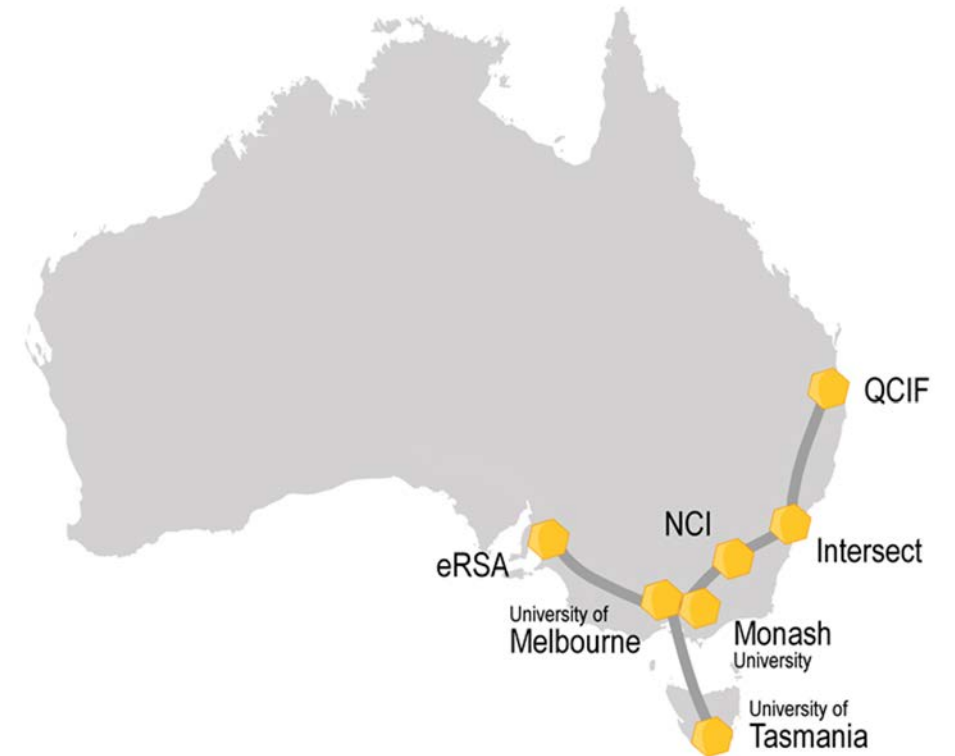 QCIF
NCI
Intersect
eRSA
University of
Melbourne
Monash
University
University of
Tasmania